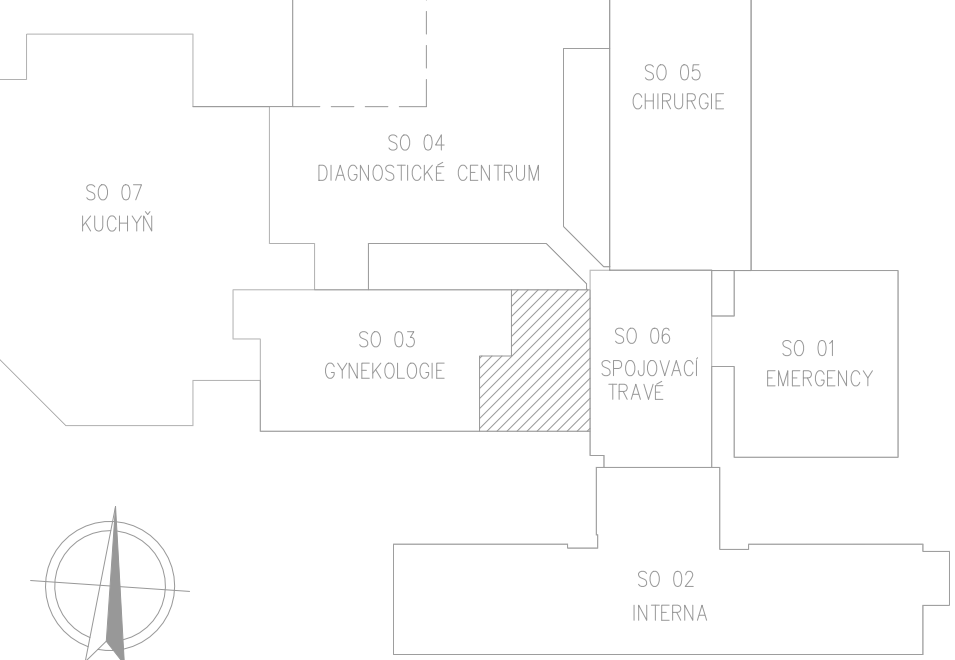 SO 05
CHIRURGIE
SO 04
DIAGNOSTICKÉ CENTRUM
SO 07
KUCHYŇ
SO 03
GYNEKOLOGIE
SO 06
SPOJOVACÍ
TRAVÉ
SO 01
EMERGENCY
SO 02
INTERNA